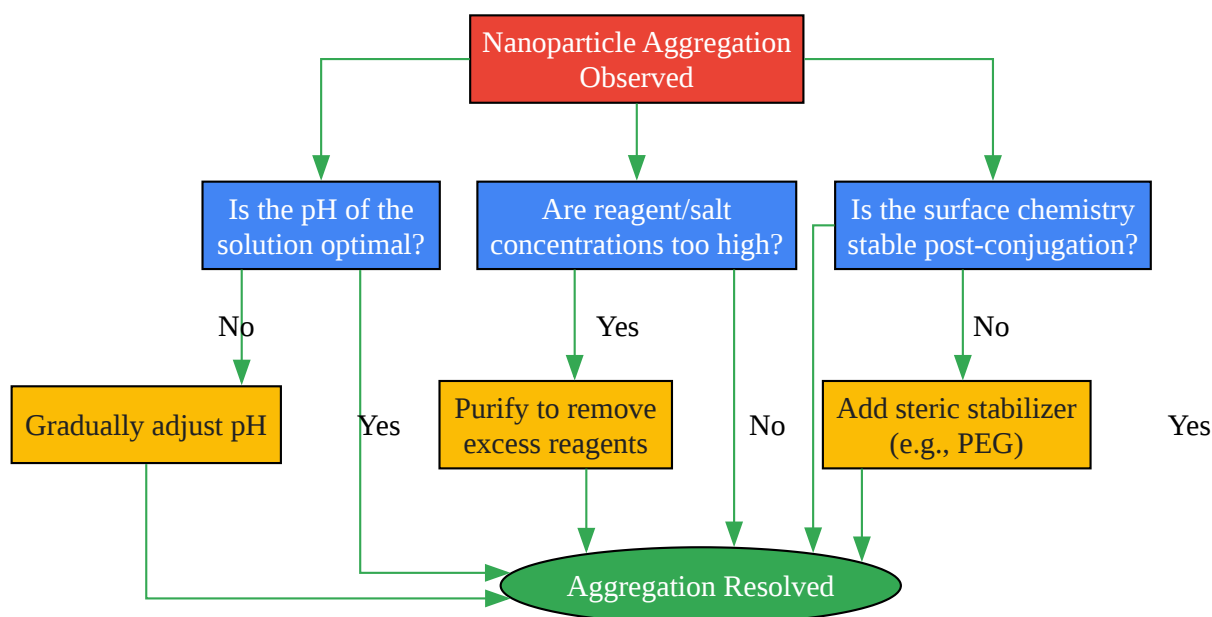 Nanoparticle Aggregation
Observed
Is the pH of the
solution optimal?
Are reagent/salt
concentrations too high?
Is the surface chemistry
stable post-conjugation?
No
Yes
No
Gradually adjust pH
Yes
Purify to remove
excess reagents
No
Add steric stabilizer
(e.g., PEG)
Yes
Aggregation Resolved